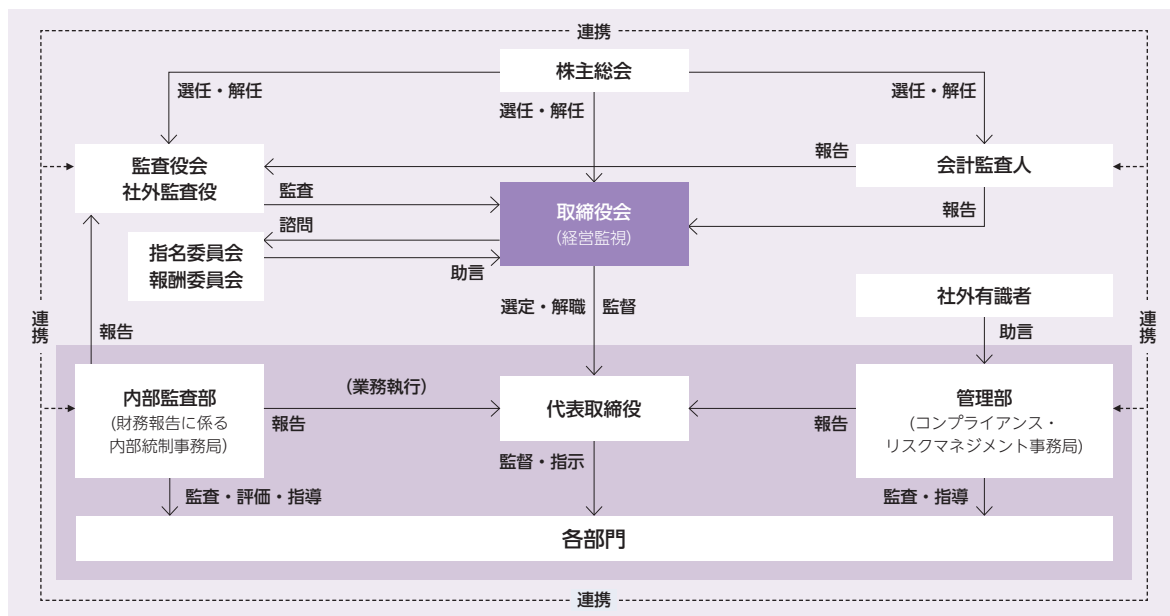 連携
株主総会
選任・解任
選任・解任
選任・解任
監査役会
社外監査役
報告
会計監査人
監査
取締役会
(経営監視)
報告
諮問
指名委員会
報酬委員会
助言
選定・解職
監督
社外有識者
連携
報告
助言
連携
内部監査部
(財務報告に係る
内部統制事務局)
(業務執行)
報告
代表取締役
報告
管理部
(コンプライアンス・
リスクマネジメント事務局)
監査・評価・指導
監督・指示
監査・指導
各部門
連携